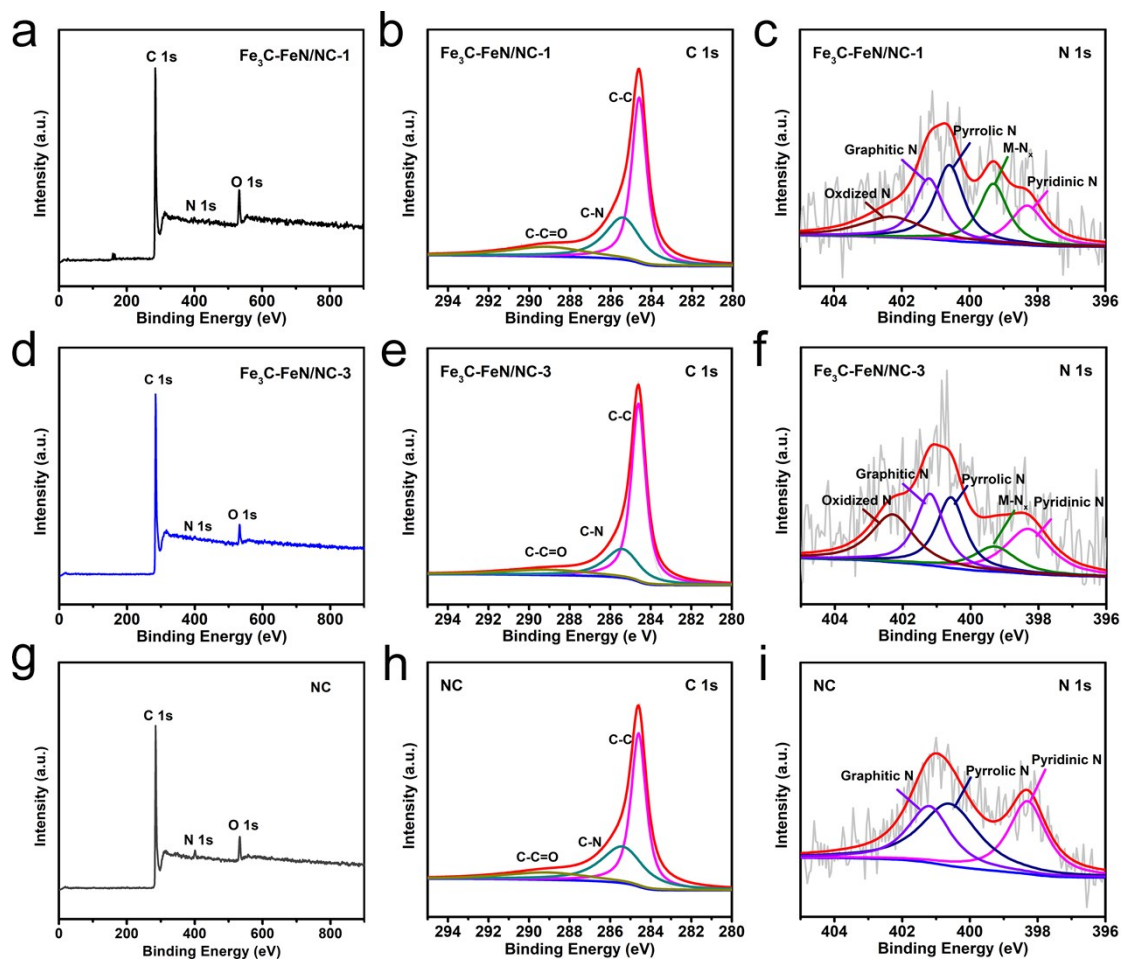 a
C 1s
Fe₃C-FeN/NC-1
N 1s
O 1s
Intensity (a.u.)
0 200 400 600 800
Binding Energy (eV)
b
Fe₃C-FeN/NC-1
C 1s
C-C
C-N
C-C=O
Intensity (a.u.)
294 292 290 288 286 284 282 280
Binding Energy (eV)
c
Fe₃C-FeN/NC-1
N 1s
Pyrrolic N
Graphitic N
M-Nₓ
Pyridinic N
Oxdized N
Intensity (a.u.)
404 402 400 398 396
Binding Energy (eV)
d
C 1s
Fe₃C-FeN/NC-3
N 1s
O 1s
Intensity (a.u.)
0 200 400 600 800
Binding Energy (eV)
e
Fe₃C-FeN/NC-3
C 1s
C-C
C-N
C-C=O
Intensity (a.u.)
294 292 290 288 286 284 282 280
Binding Energy (e V)
f
Fe₃C-FeN/NC-3
N 1s
Graphitic N
Pyrrolic N
Oxidized N
M-Nₓ
Pyridinic N
Intensity (a.u.)
404 402 400 398 396
Binding Energy (eV)
g
NC
C 1s
N 1s
O 1s
Intensity (a.u.)
0 200 400 600 800
Binding Energy (eV)
h
NC
C 1s
C-C
C-N
C-C=O
Intensity (a.u.)
294 292 290 288 286 284 282 280
Binding Energy (eV)
i
NC
N 1s
Graphitic N
Pyrrolic N
Pyridinic N
Intensity (a.u.)
404 402 400 398 396
Binding Energy (eV)